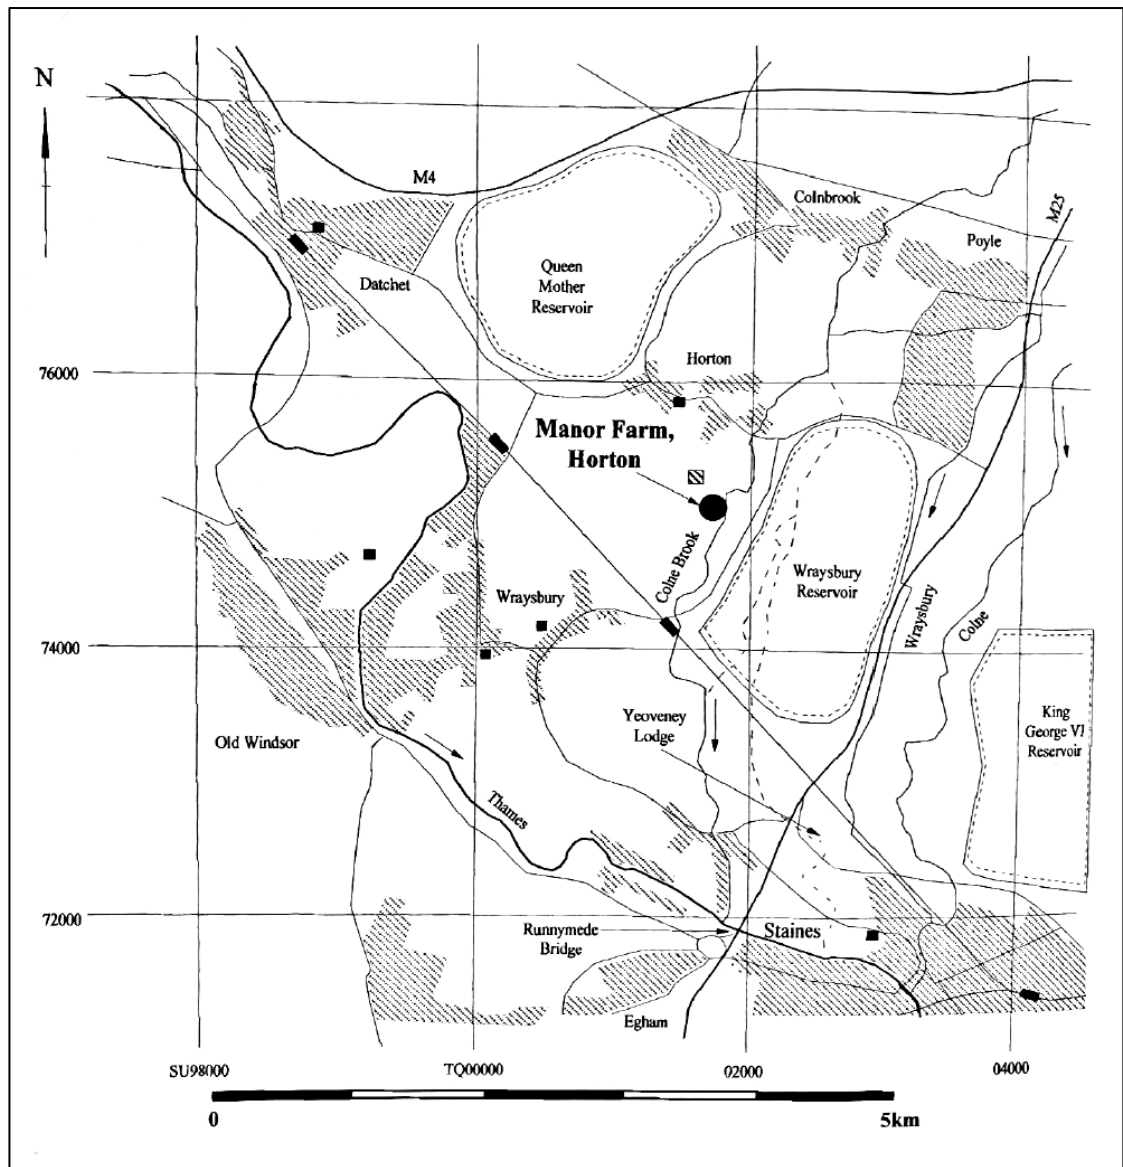 N
M4
Colnbrook
M25
Poyle
Queen
Mother
Reservoir
Datchet
Horton
76000
Manor Farm,
Horton
Colne Brook
Wraysbury
Reservoir
Wraysbury
Wraysbury
Colne
74000
Yeoveney
Lodge
King
George VI
Reservoir
Old Windsor
Thames
72000
Runnymede
Bridge
Staines
Egham
SU98000
TQ00000
02000
04000
0
5km